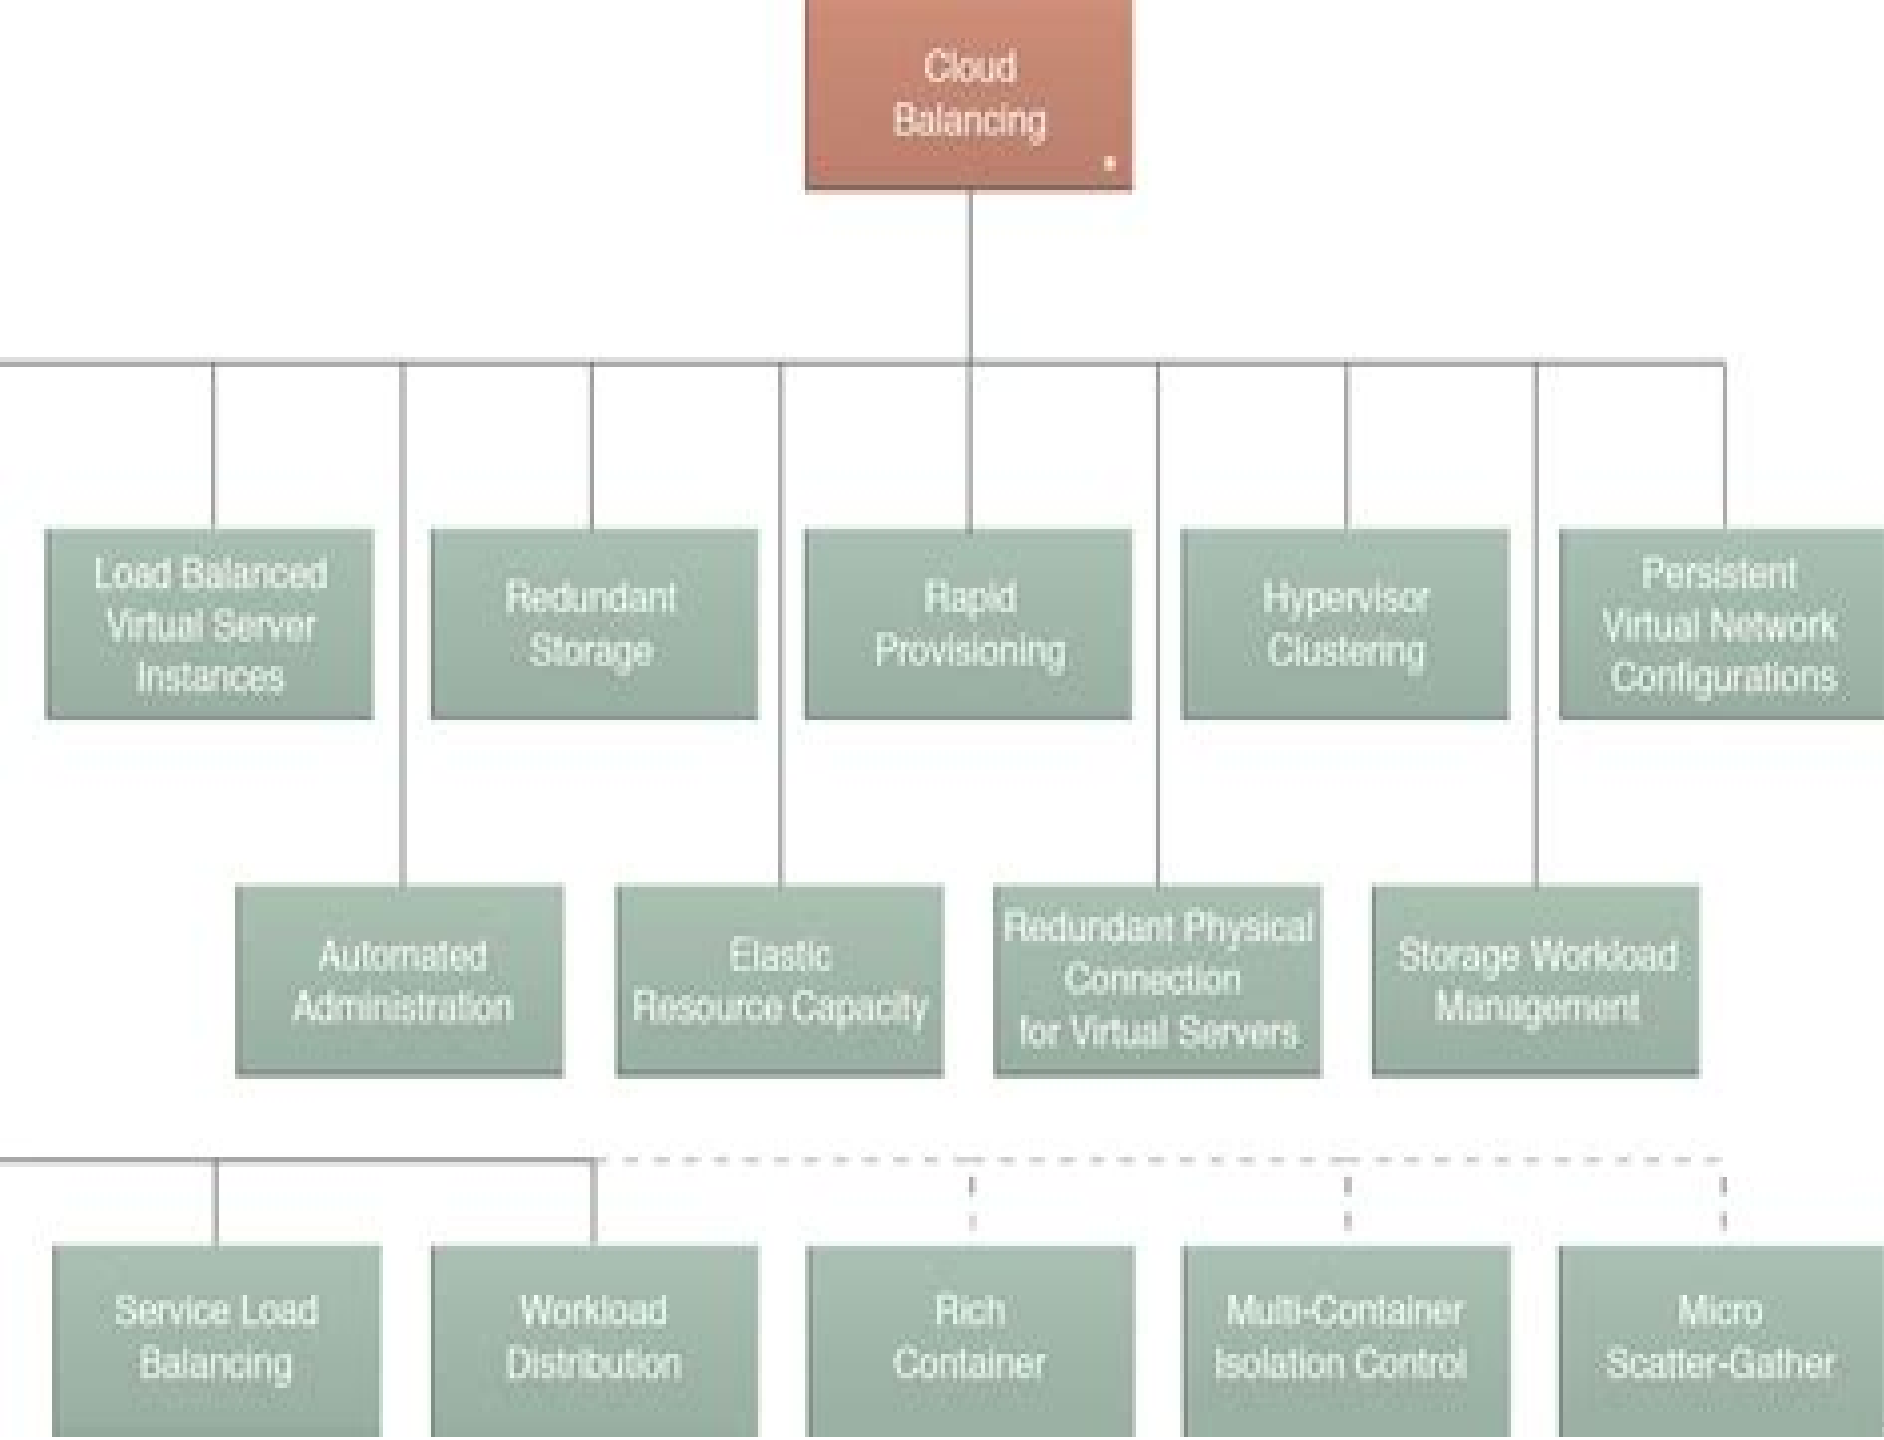 Cloud
Balancing
Load Balanced
Virtual Server
Instances
Redundant
Storage
Rapid
Provisioning
Hypervisor
Clustering
Persistent
Virtual Network
Configurations
Automated
Administration
Elastic
Resource Capacity
Redundant Physical
Connection
for Virtual Servers
Storage Workload
Management
Service Load
Balancing
Workload
Distribution
Rich
Container
Multi-Container
Isolation Control
Micro
Scatter-Gather